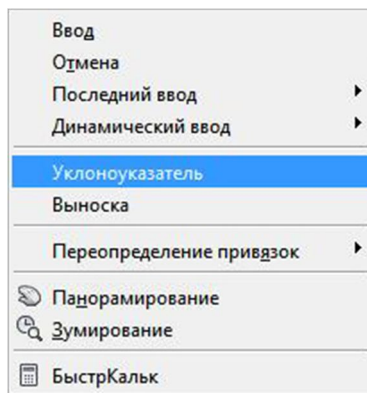 Ввод
Отмена
Последний ввод
Динамический ввод
Уклоноуказатель
Выноска
Переопределение привязок
Панорамирование
Зумирование
БыстрКальк